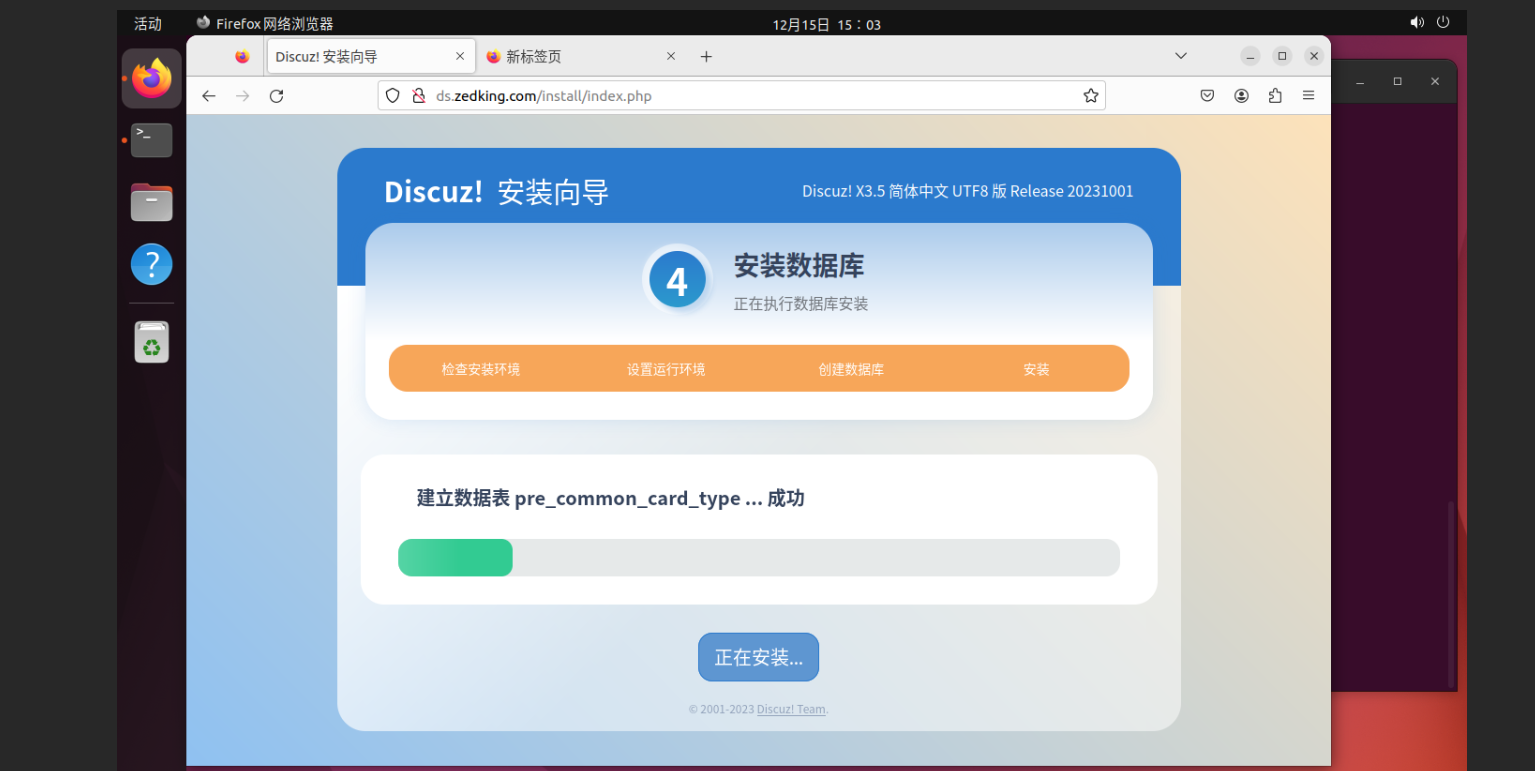 活动
Firefox 网络浏览器
12月15日 15：03
Discuz! 安装向导
新标签页
ds.zedking.com/install/index.php
>_
?
Discuz! 安装向导
Discuz! X3.5 简体中文 UTF8 版 Release 20231001
4
安装数据库
正在执行数据库安装
检查安装环境
设置运行环境
创建数据库
安装
建立数据表 pre_common_card_type ... 成功
正在安装...
© 2001-2023 Discuz! Team.